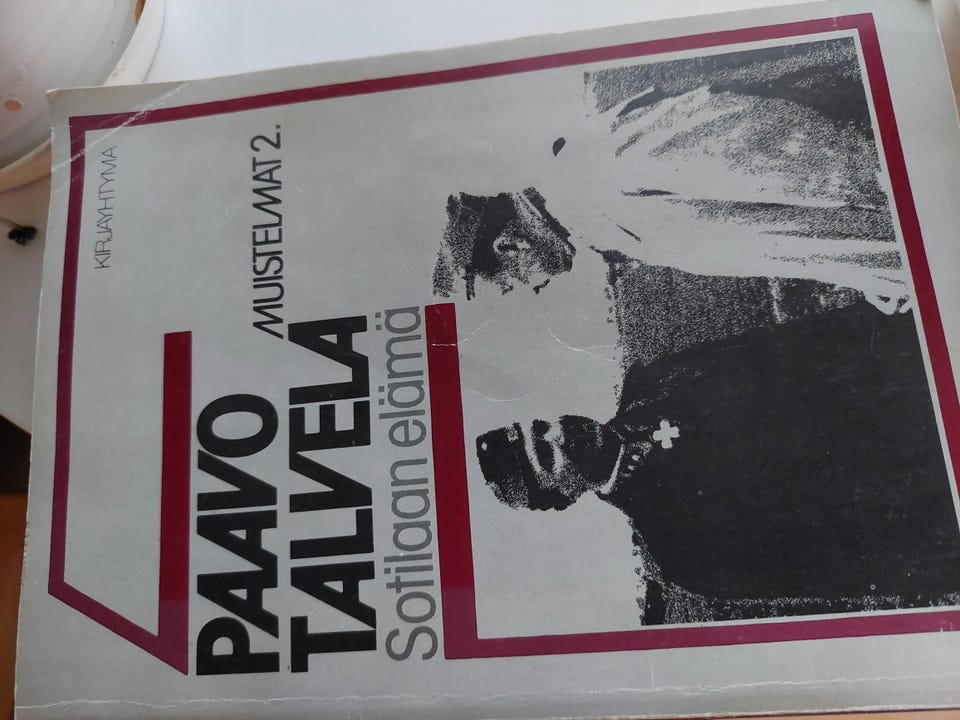 KIRJAYHTYMÄ
PAAVO
TALVELA MUISTELMAT 2.
Sotilaan elämä